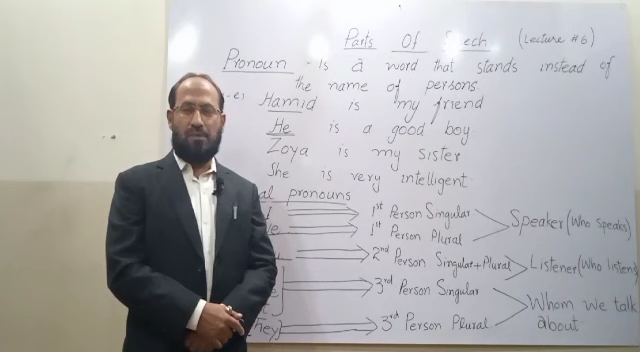 Parts Of Speech (Lecture #6)
Pronoun - Is a word that stands instead of
the name of persons
Hamid is my friend
He is a good boy
Zoya is my sister
She is very intelligent
al pronouns
1st Person Singular
1st Person Plural
Speaker (Who speaks)
2nd Person Singular+Plural
Listener (Who listens)
3rd Person Singular
Whom we talk
about
hey} 3rd Person Plural